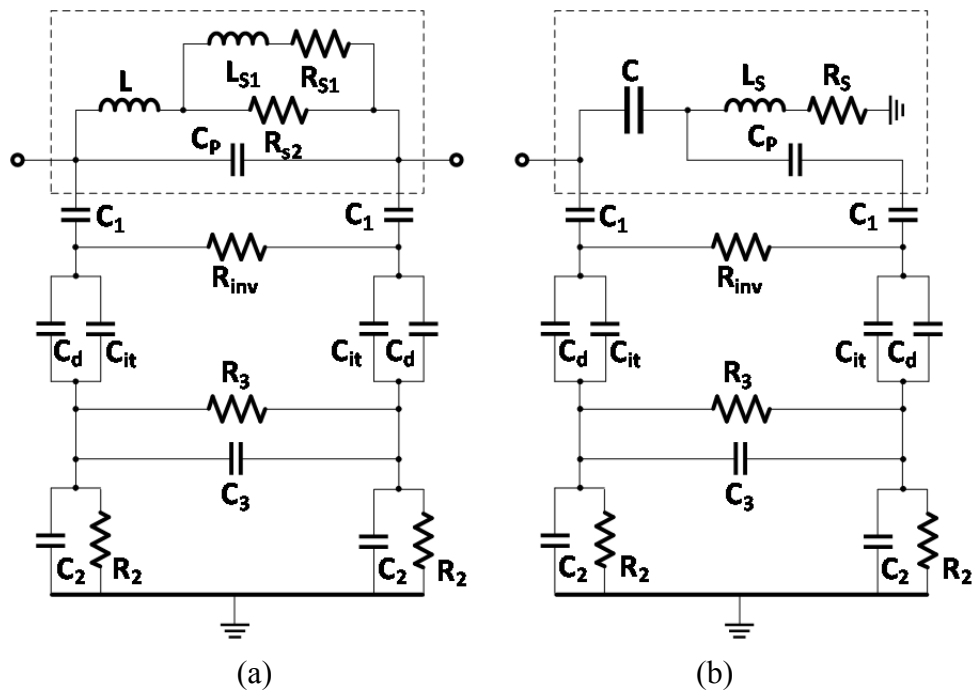 L
L_S1
R_S1
R_s2
C_P
C_1
C_1
R_inv
C_d
C_it
C_it
C_d
R_3
C_3
C_2
R_2
C_2
R_2
(a)
C
L_S
R_S
C_P
C_1
C_1
R_inv
C_d
C_it
C_it
C_d
R_3
C_3
C_2
R_2
C_2
R_2
(b)